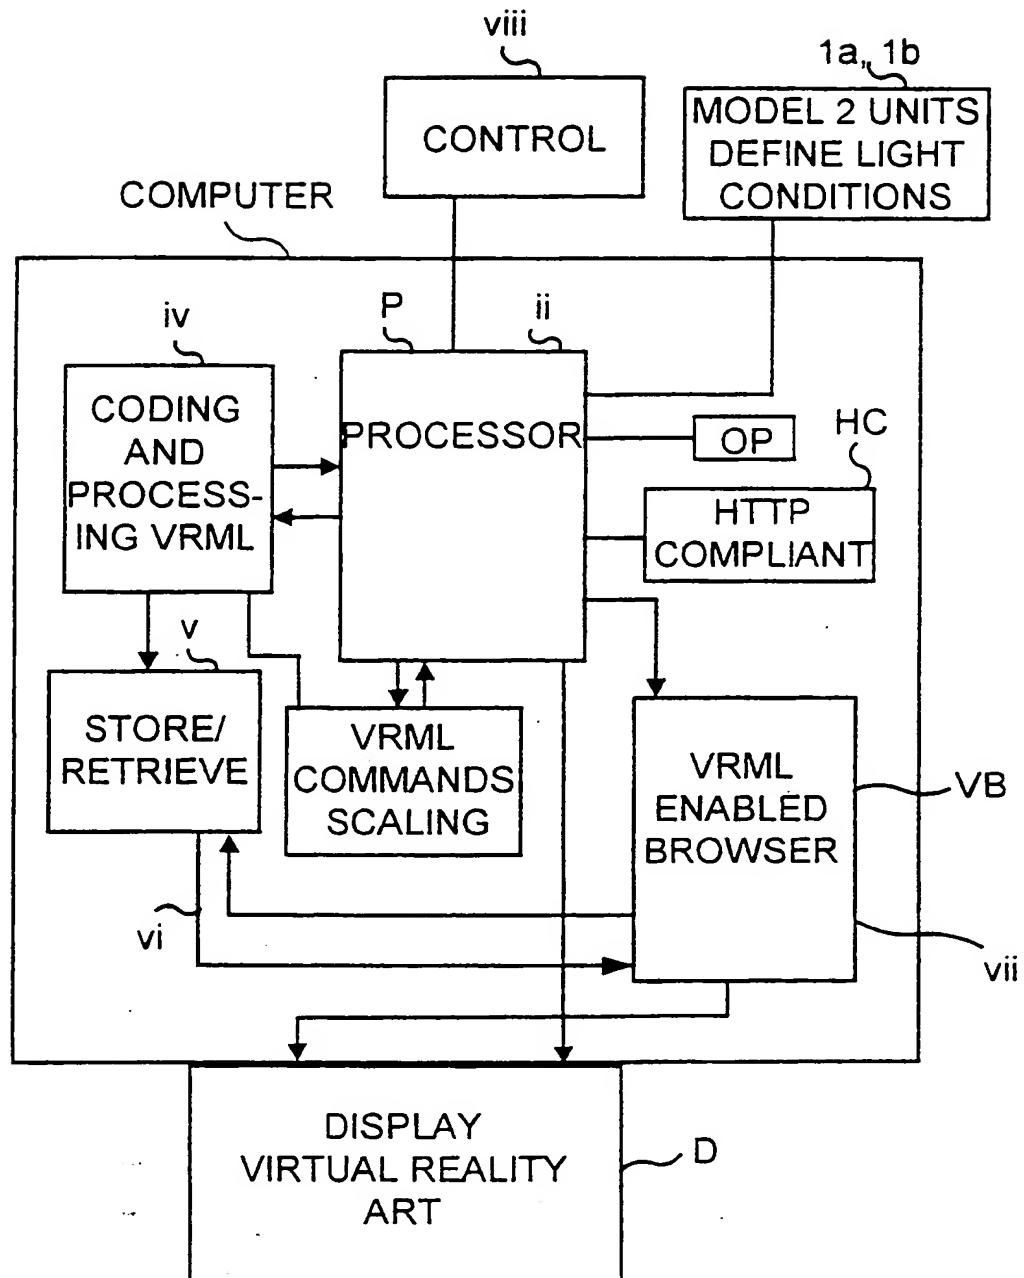 viii
1a,, 1b
CONTROL
MODEL 2 UNITS
DEFINE LIGHT
CONDITIONS
COMPUTER
iv
P
ii
CODING
AND
PROCESS-
ING VRML
PROCESSOR
OP
HC
HTTP
COMPLIANT
v
STORE/
RETRIEVE
VRML
COMMANDS
SCALING
VRML
ENABLED
BROWSER
VB
vi
vii
DISPLAY
VIRTUAL REALITY
ART
D